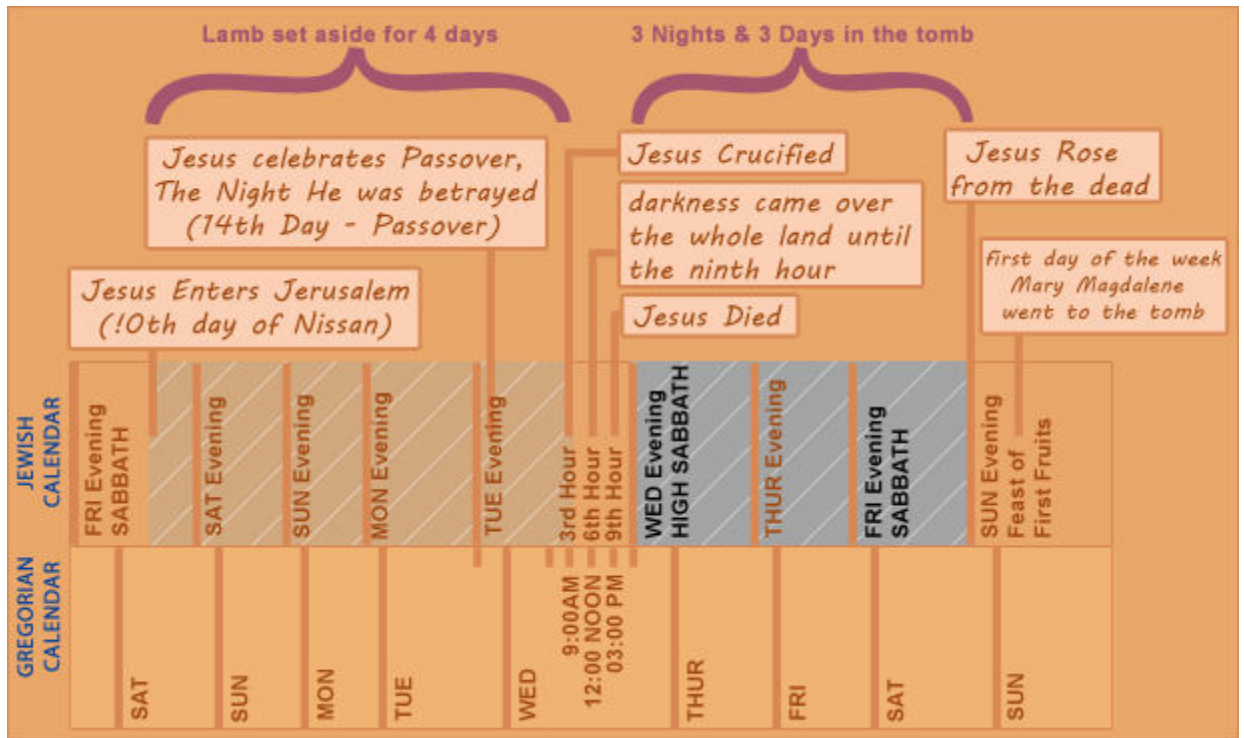 Lamb set aside for 4 days
3 Nights & 3 Days in the tomb
Jesus celebrates Passover,
The Night He was betrayed
(14th Day - Passover)
Jesus Enters Jerusalem
(!0th day of Nissan)
Jesus Crucified
darkness came over
the whole land until
the ninth hour
Jesus Died
Jesus Rose
from the dead
first day of the week
Mary Magdalene
went to the tomb
JEWISH
CALENDAR
FRI Evening
SABBATH
SAT Evening
SUN Evening
MON Evening
TUE Evening
3rd Hour
6th Hour
9th Hour
WED Evening
HIGH SABBATH
THUR Evening
FRI Evening
SABBATH
SUN Evening
Feast of
First Fruits
GREGORIAN
CALENDAR
SAT
SUN
MON
TUE
WED
9:00AM
12:00 NOON
03:00 PM
THUR
FRI
SAT
SUN